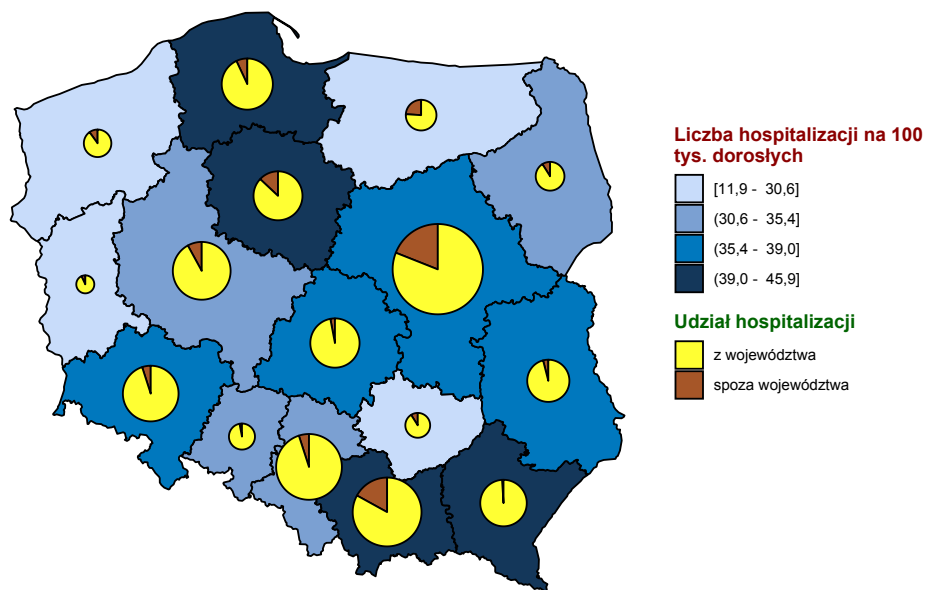 Liczba hospitalizacji na 100
tys. dorosłych
[11,9 - 30,6]
(30,6 - 35,4]
(35,4 - 39,0]
(39,0 - 45,9]
Udział hospitalizacji
z województwa
spoza województwa